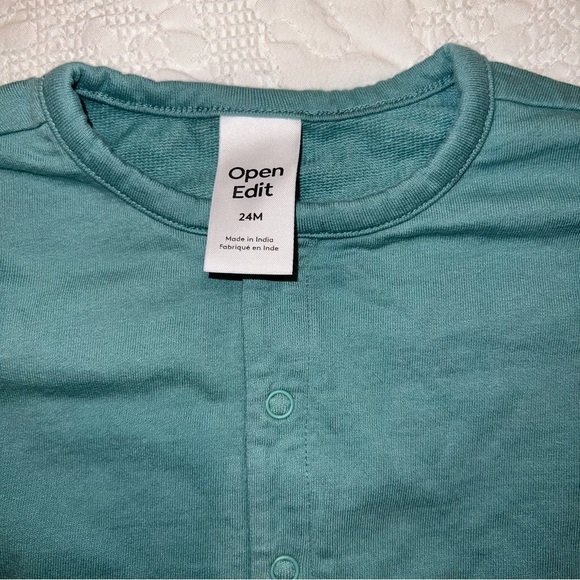 Open
Edit
24M
Made in India
Fabriqué en Inde